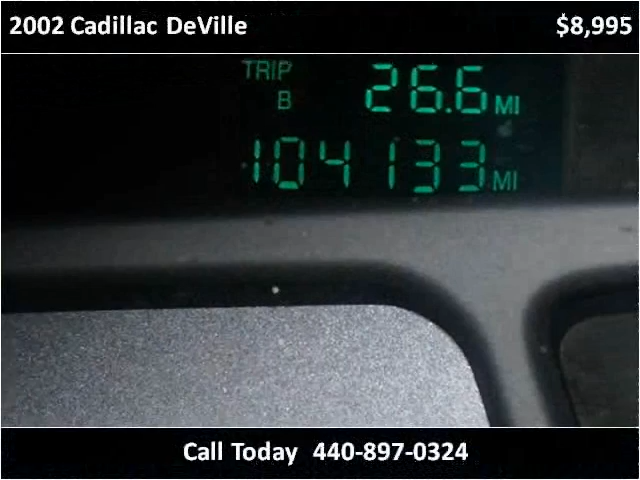 2002 Cadillac DeVille $8,995
TRIP
B 26.6 MI
104133 MI
Call Today 440-897-0324